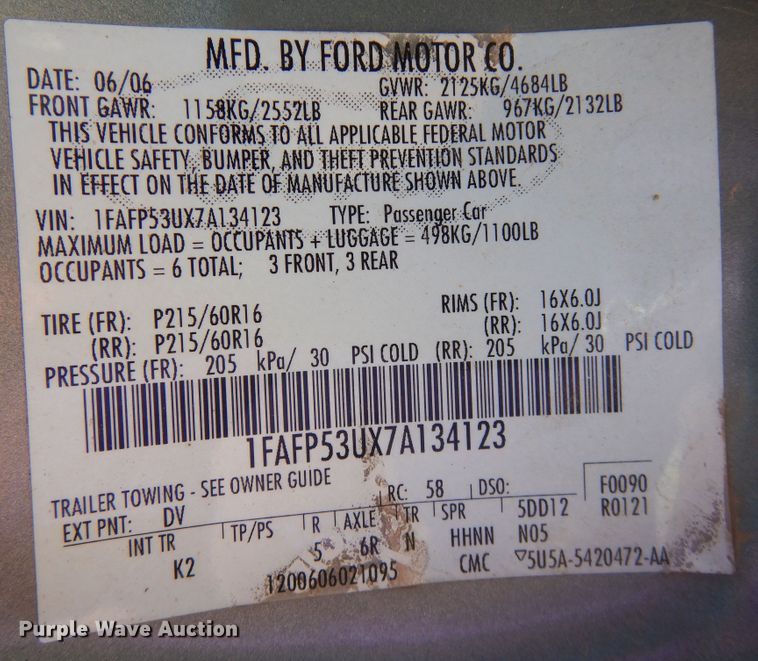 MFD. BY FORD MOTOR CO.
DATE: 06/06 GVWR: 2125KG/4684LB
FRONT GAWR: 1158KG/2552LB REAR GAWR: 967KG/2132LB
THIS VEHICLE CONFORMS TO ALL APPLICABLE FEDERAL MOTOR
VEHICLE SAFETY, BUMPER, AND THEFT PREVENTION STANDARDS
IN EFFECT ON THE DATE OF MANUFACTURE SHOWN ABOVE.
VIN: 1FAFP53UX7A134123 TYPE: Passenger Car
MAXIMUM LOAD = OCCUPANTS + LUGGAGE = 498KG/1100LB
OCCUPANTS = 6 TOTAL; 3 FRONT, 3 REAR
TIRE (FR): P215/60R16 RIMS (FR): 16X6.0J
(RR): P215/60R16 (RR): 16X6.0J
PRESSURE (FR): 205 kPa/ 30 PSI COLD (RR): 205 kPa/ 30 PSI COLD
1FAFP53UX7A134123
TRAILER TOWING - SEE OWNER GUIDE
EXT PNT: DV RC: 58 DSO: F0090
INT TR TP/PS R AXLE TR SPR 5DD12 R0121
K2 5 6R N HHNN N05
1200606021095 CMC ▽5U5A-5420472-AA
Purple Wave Auction